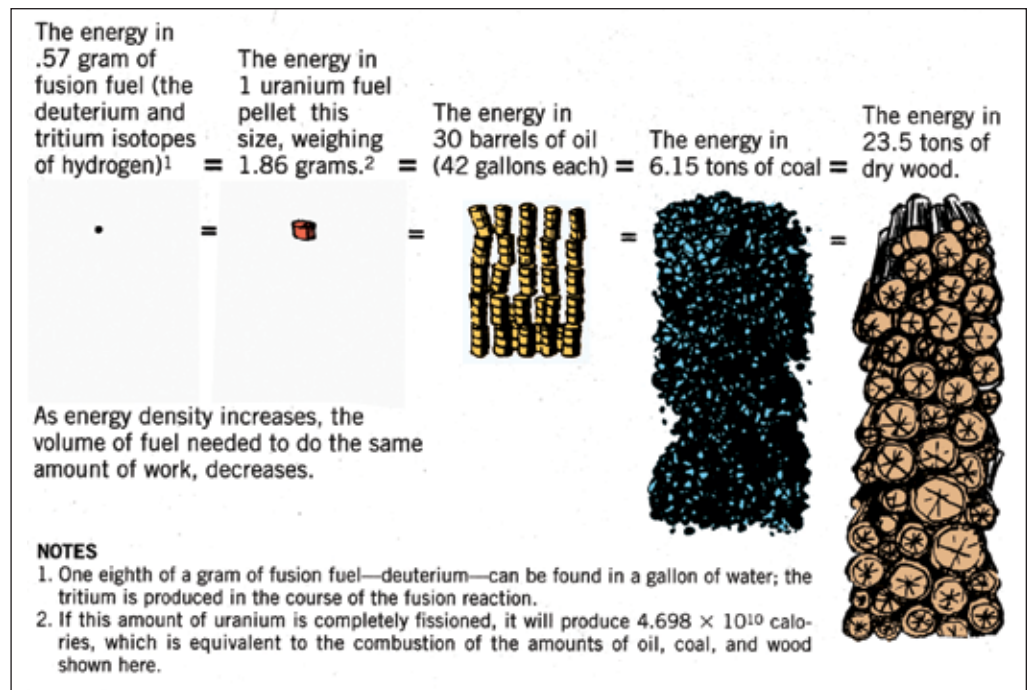 The energy in
.57 gram of
fusion fuel (the
deuterium and
tritium isotopes
of hydrogen)¹
=
The energy in
1 uranium fuel
pellet this
size, weighing
1.86 grams.²
=
The energy in
30 barrels of oil
(42 gallons each)
=
The energy in
6.15 tons of coal
=
The energy in
23.5 tons of
dry wood.
=
=
=
=
As energy density increases, the
volume of fuel needed to do the same
amount of work, decreases.
NOTES
1. One eighth of a gram of fusion fuel—deuterium—can be found in a gallon of water; the
tritium is produced in the course of the fusion reaction.
2. If this amount of uranium is completely fissioned, it will produce 4.698 × 10¹⁰ calo-
ries, which is equivalent to the combustion of the amounts of oil, coal, and wood
shown here.